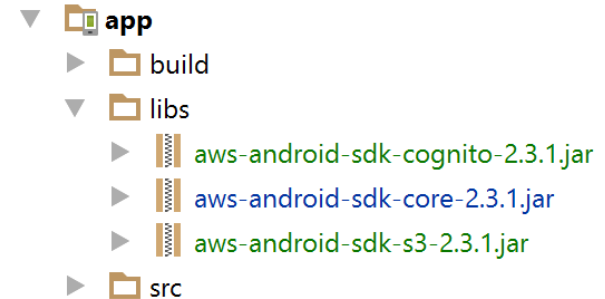 app
build
libs
aws-android-sdk-cognito-2.3.1.jar
aws-android-sdk-core-2.3.1.jar
aws-android-sdk-s3-2.3.1.jar
src